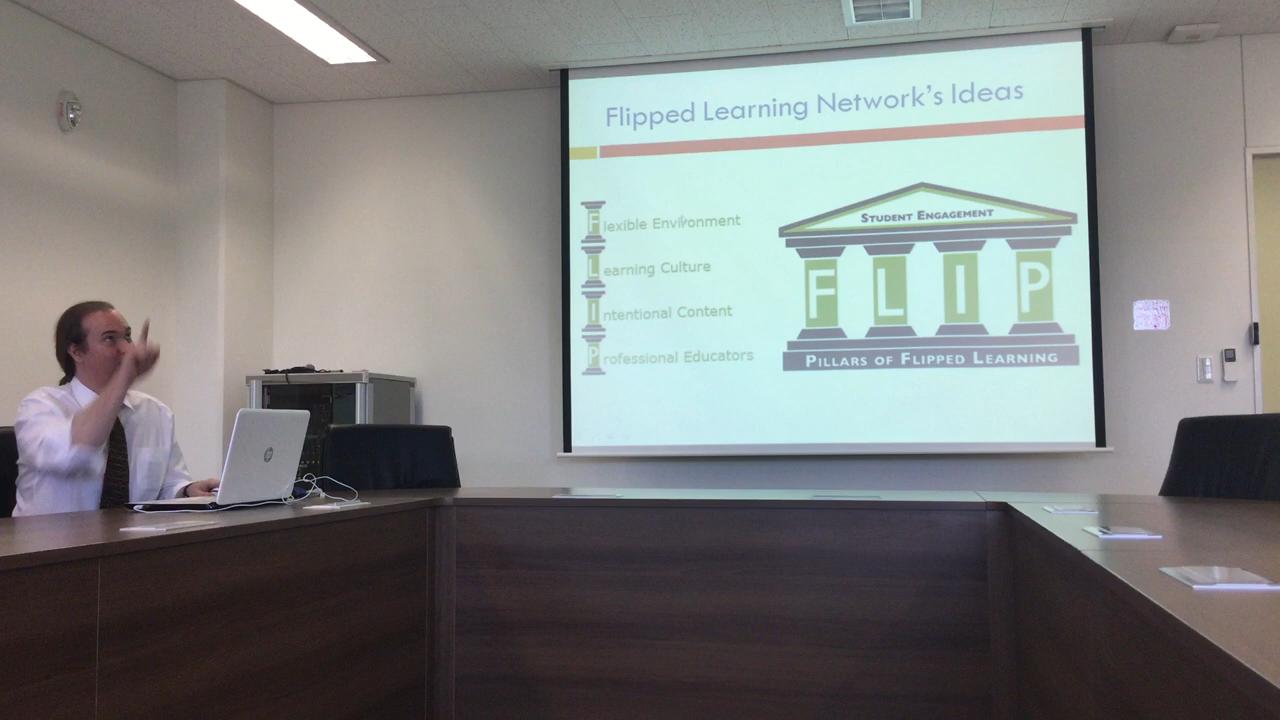 Flipped Learning Network's Ideas
Flexible Environment
Learning Culture
Intentional Content
Professional Educators
STUDENT ENGAGEMENT
FLIP
PILLARS OF FLIPPED LEARNING
hp